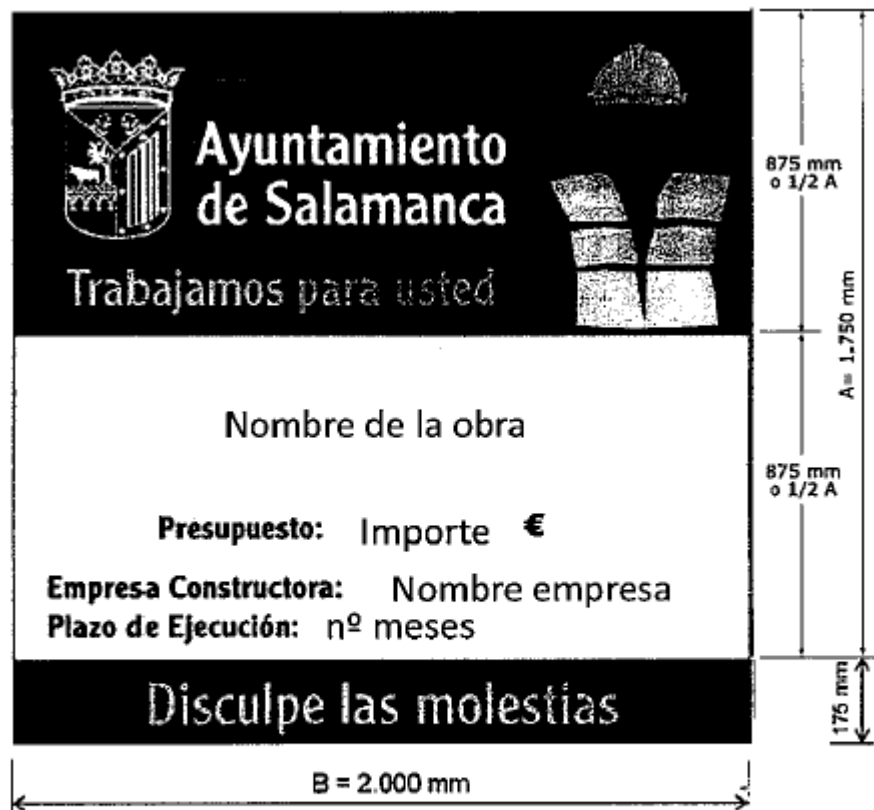 Ayuntamiento
de Salamanca
Trabajamos para usted
875 mm
o 1/2 A
A= 1.750 mm
Nombre de la obra
875 mm
o 1/2 A
Presupuesto: Importe €
Empresa Constructora: Nombre empresa
Plazo de Ejecución: nº meses
Disculpe las molestias
175 mm
B = 2.000 mm